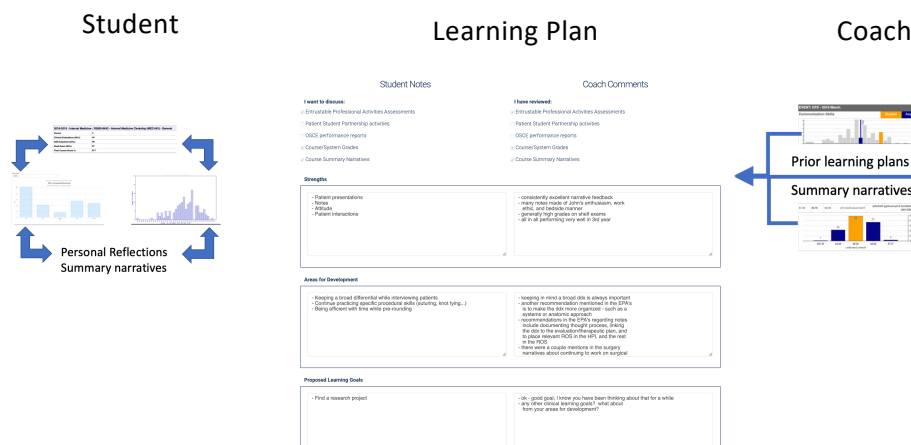 Student
Learning Plan
Coach
Student Notes
Coach Comments
I want to discuss:
Entrustable Professional Activities Assessments
Patient Student Partnership activities
OSCE performance reports
Course/System Grades
Course Summary Narratives
I have reviewed:
Entrustable Professional Activities Assessments
Patient Student Partnership activities
OSCE performance reports
Course/System Grades
Course Summary Narratives
Personal Reflections
Summary narratives
Prior learning plans
Summary narratives
Communication Skills
Strengths
- Patient presentations
- Notes
- Attitude
- Patient interactions
- consistently excellent narrative feedback
- many notes made of John's enthusiasm, work
ethic, and bedside manner
- generally high grades on shelf exams
- all in all performing very well in 3rd year
Areas for Development
- Keeping a broad differential while interviewing patients
- Continue practicing specific procedural skills (suturing, knot tying...)
- Being efficient with time while pre-rounding
- keeping in mind a broad ddx is always important
- another recommendation mentioned in the EPA's
is to make the ddx more organized - such as a
systems or anatomic approach
- recommendations in the EPA's regarding notes
include documenting thought process, linking
the ddx to the evaluation/therapeutic plan, and
to place relevant ROS in the HPI, and the rest
in the ROS
- there were a couple mentions in the surgery
narratives about continuing to work on surgical
Proposed Learning Goals
- Find a research project
- ok - good goal, I know you have been thinking about that for a while
- any other clinical learning goals? what about
from your areas for development?